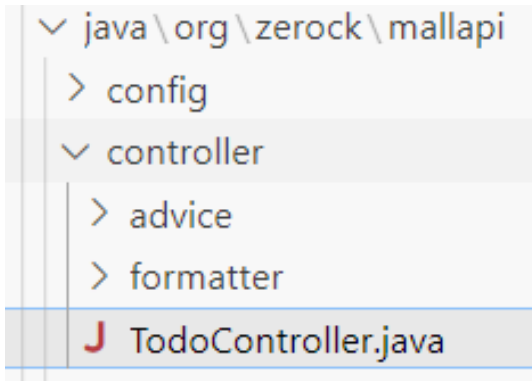 java\org\zerock\mallapi
config
controller
advice
formatter
J TodoController.java